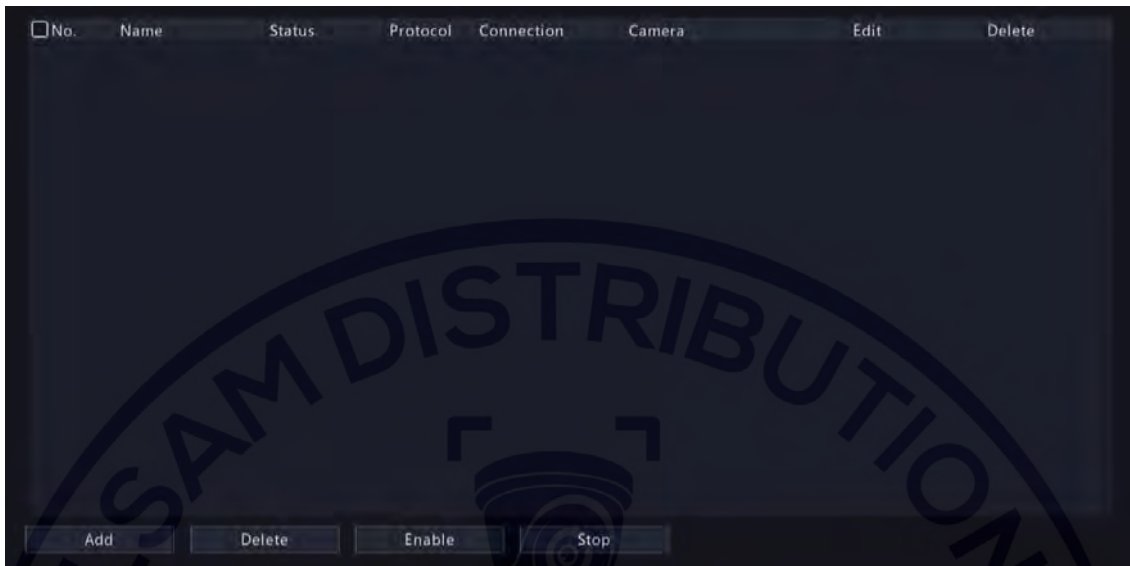 No. Name Status Protocol Connection Camera Edit Delete
SAM DISTRIBUTION
Add Delete Enable Stop